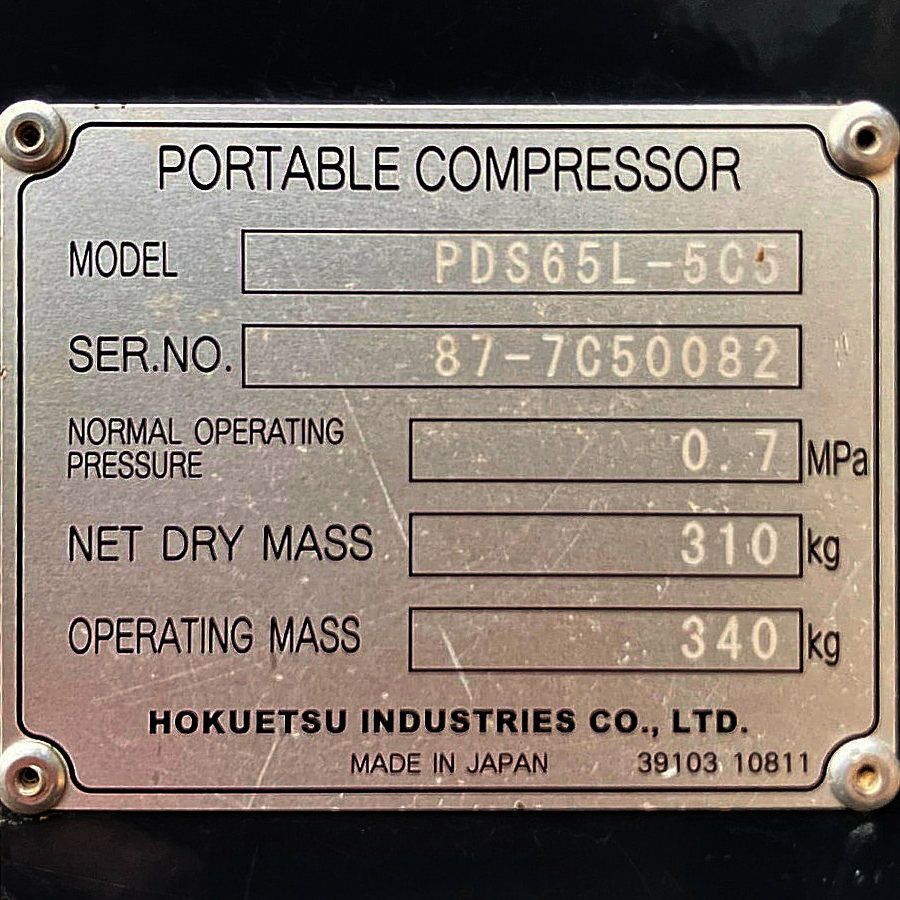 PORTABLE COMPRESSOR
MODEL PDS65L-5C5
SER.NO. 87-7C50082
NORMAL OPERATING
PRESSURE 0.7 MPa
NET DRY MASS 310 kg
OPERATING MASS 340 kg
HOKUETSU INDUSTRIES CO., LTD.
MADE IN JAPAN 39103 10811